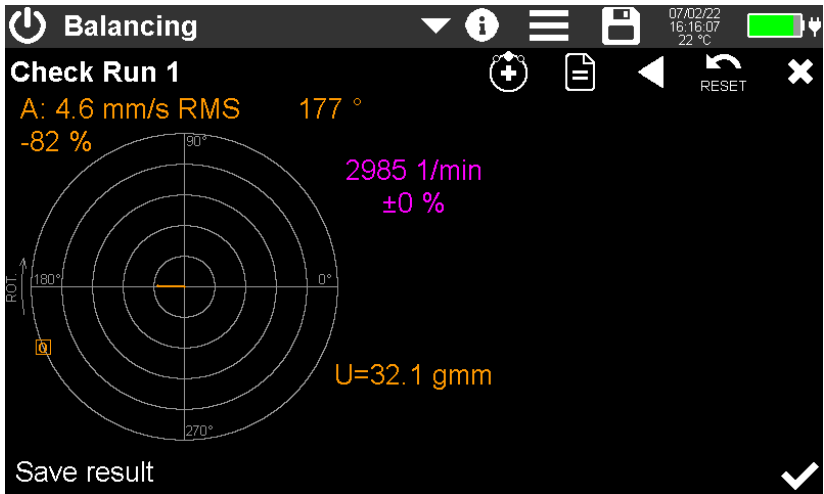 Balancing
i
07/02/22
16:16:07
22 °C
Check Run 1
RESET
A: 4.6 mm/s RMS 177 °
-82 %
90°
2985 1/min
±0 %
ROT.
180°
0°
0
U=32.1 gmm
270°
Save result